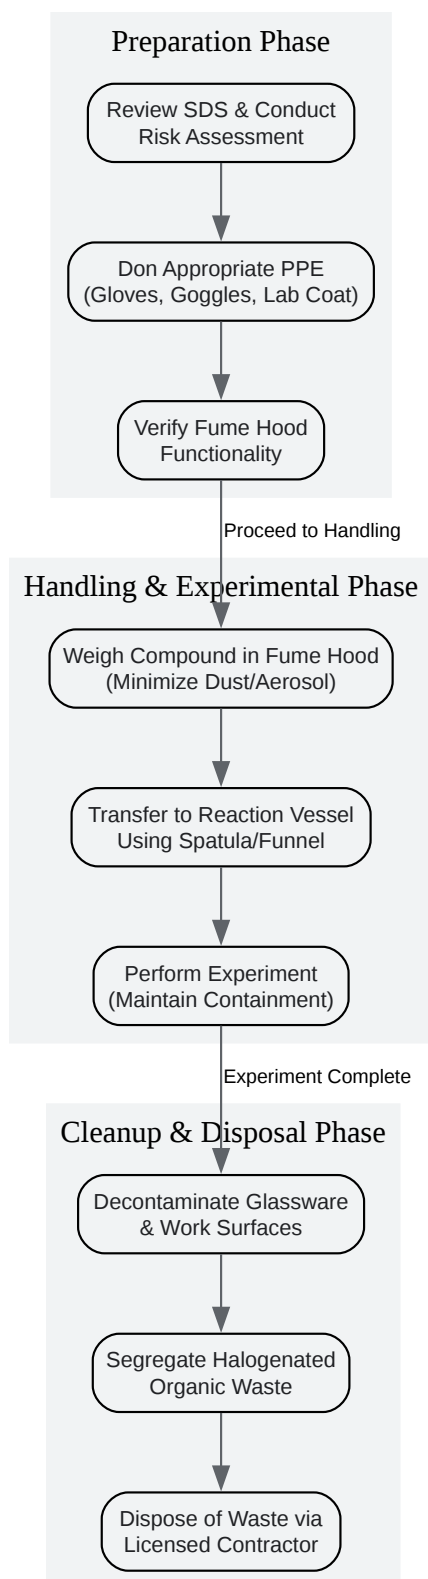 Preparation Phase
Review SDS & Conduct
Risk Assessment
Don Appropriate PPE
(Gloves, Goggles, Lab Coat)
Verify Fume Hood
Functionality
Proceed to Handling
Handling & Experimental Phase
Weigh Compound in Fume Hood
(Minimize Dust/Aerosol)
Transfer to Reaction Vessel
Using Spatula/Funnel
Perform Experiment
(Maintain Containment)
Experiment Complete
Cleanup & Disposal Phase
Decontaminate Glassware
& Work Surfaces
Segregate Halogenated
Organic Waste
Dispose of Waste via
Licensed Contractor